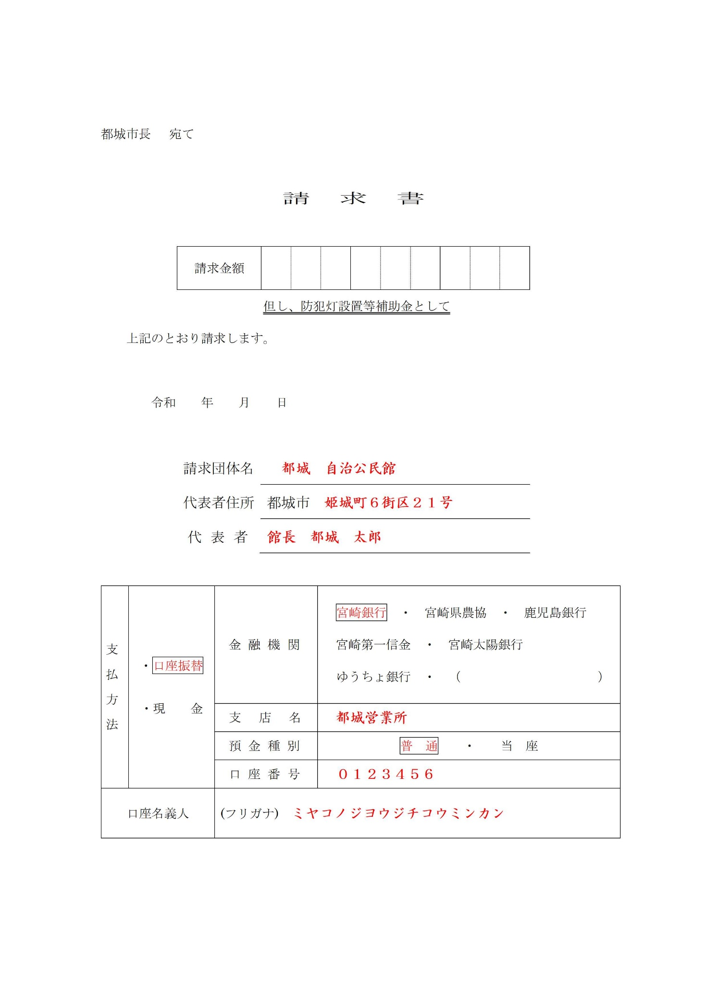 都城市長　宛て
請　求　書
請求金額
但し、防犯灯設置等補助金として
上記のとおり請求します。
令和　　年　　月　　日
請求団体名　都城　自治公民館
代表者住所　都城市　姫城町６街区２１号
代 表 者　館長　都城　太郎
支払方法
・口座振替
・現　　金
金 融 機 関
宮崎銀行　・　宮崎県農協　・　鹿児島銀行
宮崎第一信金　・　宮崎太陽銀行
ゆうちょ銀行　・　（　　　　　　　　　　　）
支　店　名　都城営業所
預 金 種 別　普　通　・　当　座
口 座 番 号　０１２３４５６
口座名義人　(フリガナ)　ミヤコノジヨウジチコウミンカン